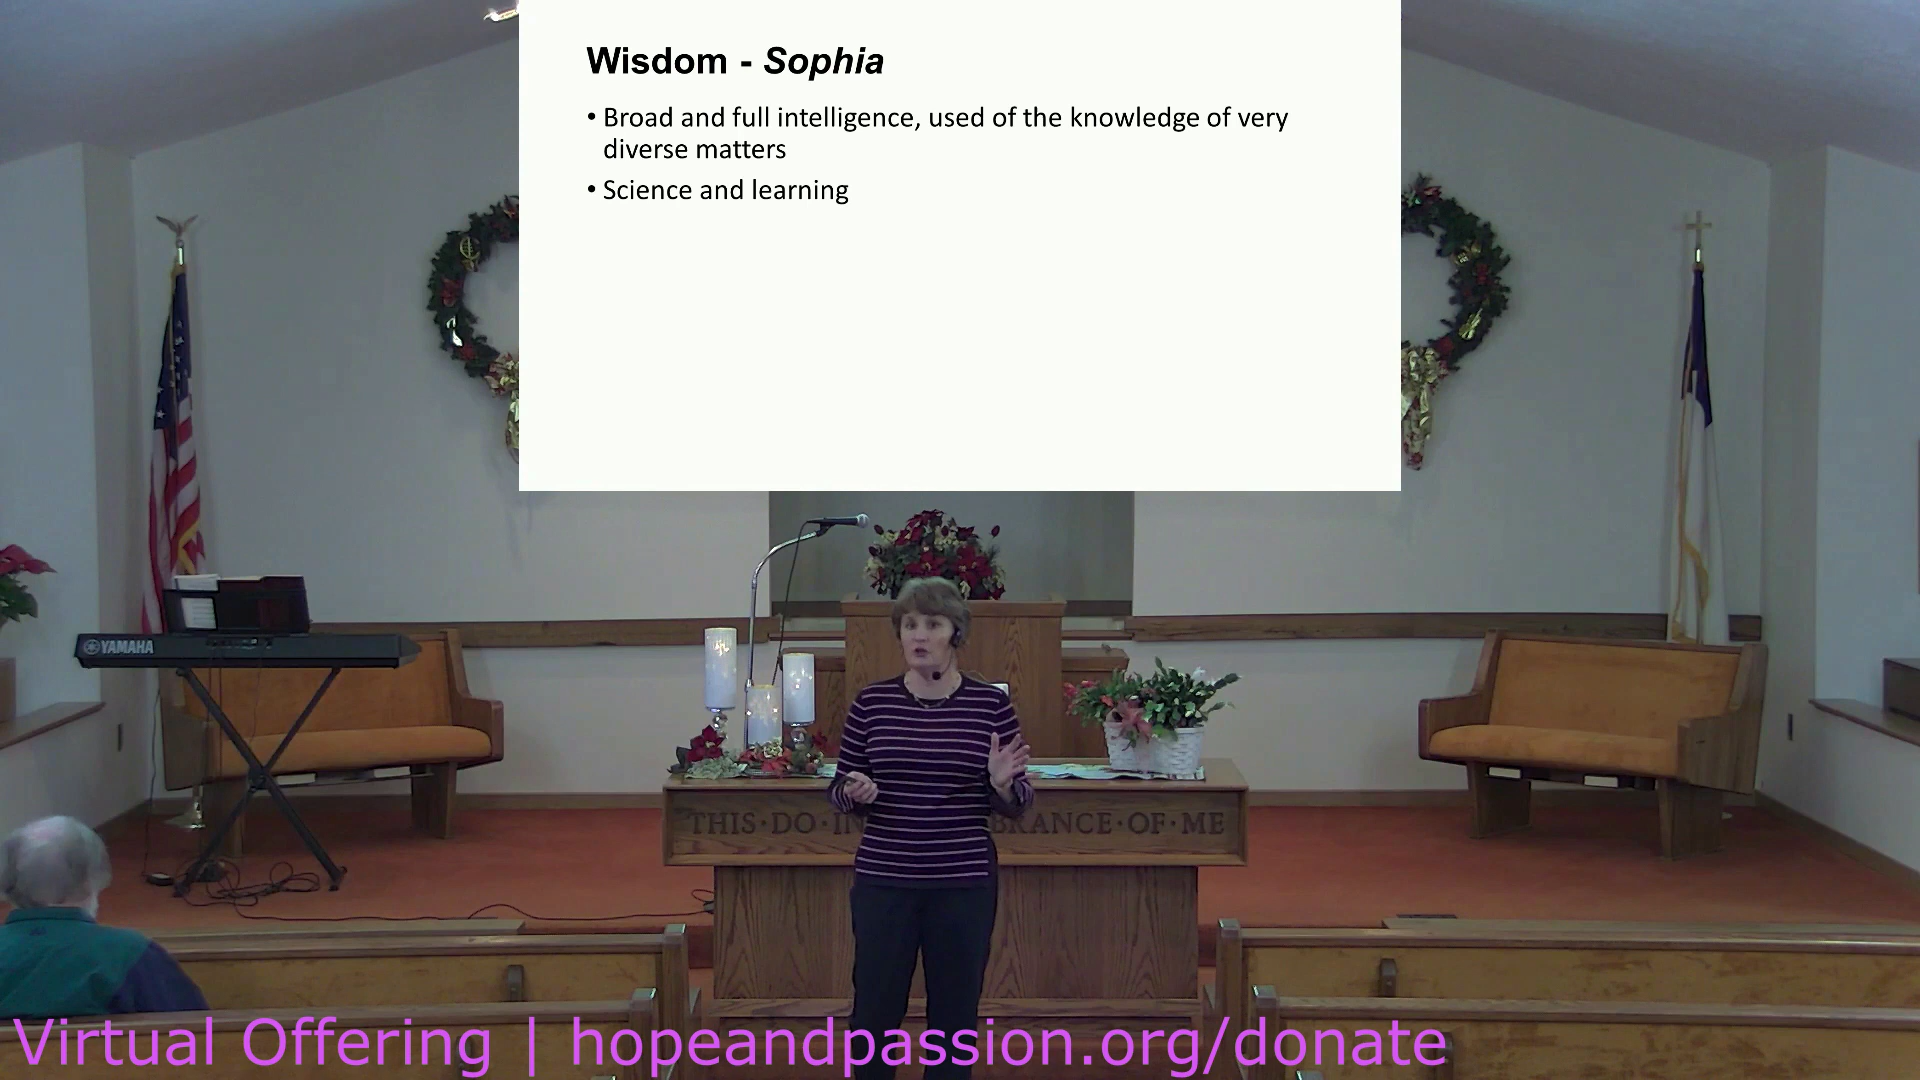 Wisdom - Sophia
• Broad and full intelligence, used of the knowledge of very
diverse matters
• Science and learning
YAMAHA
THIS·DO·IN BRANCE·OF·ME
Virtual Offering | hopeandpassion.org/donate